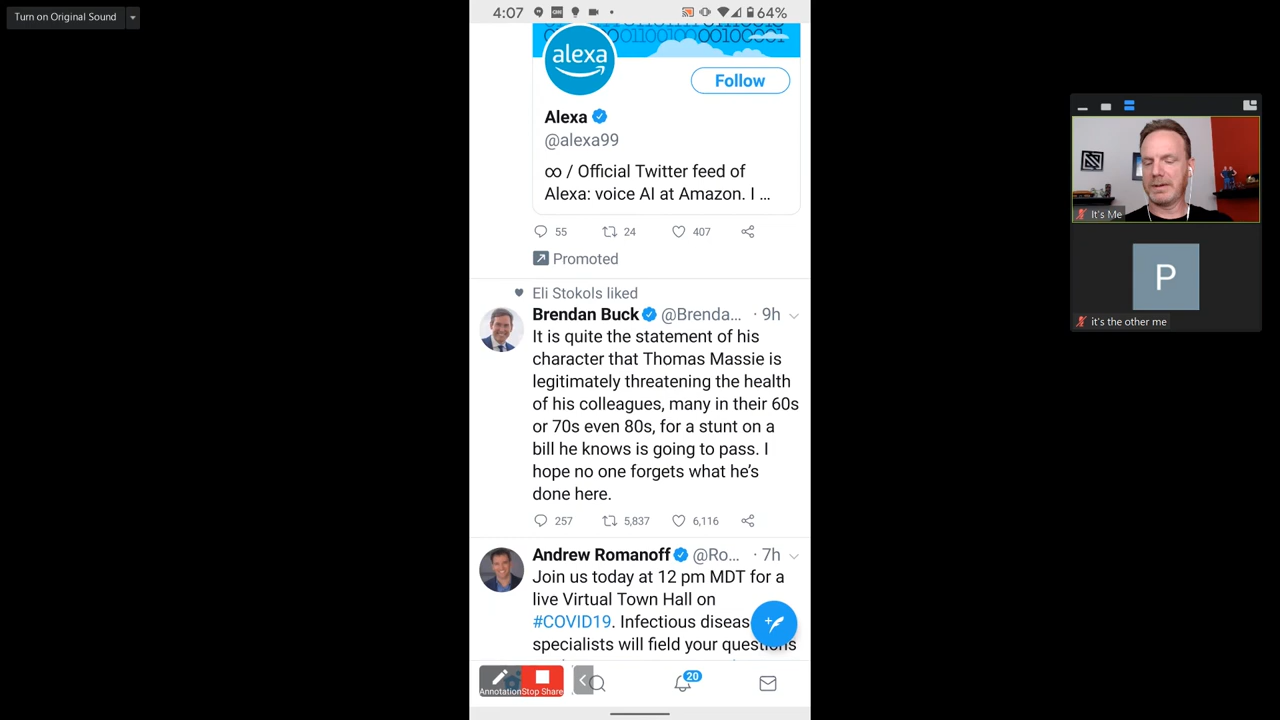 Turn on Original Sound
4:07
64%
alexa
Follow
Alexa
@alexa99
∞ / Official Twitter feed of
Alexa: voice AI at Amazon. I ...
55 24 407
Promoted
Eli Stokols liked
Brendan Buck @Brenda... · 9h
It is quite the statement of his
character that Thomas Massie is
legitimately threatening the health
of his colleagues, many in their 60s
or 70s even 80s, for a stunt on a
bill he knows is going to pass. I
hope no one forgets what he's
done here.
257 5,837 6,116
Andrew Romanoff @Ro... · 7h
Join us today at 12 pm MDT for a
live Virtual Town Hall on
#COVID19. Infectious diseas
specialists will field your questions
Annotation Stop Share
20
It's Me
P
it's the other me